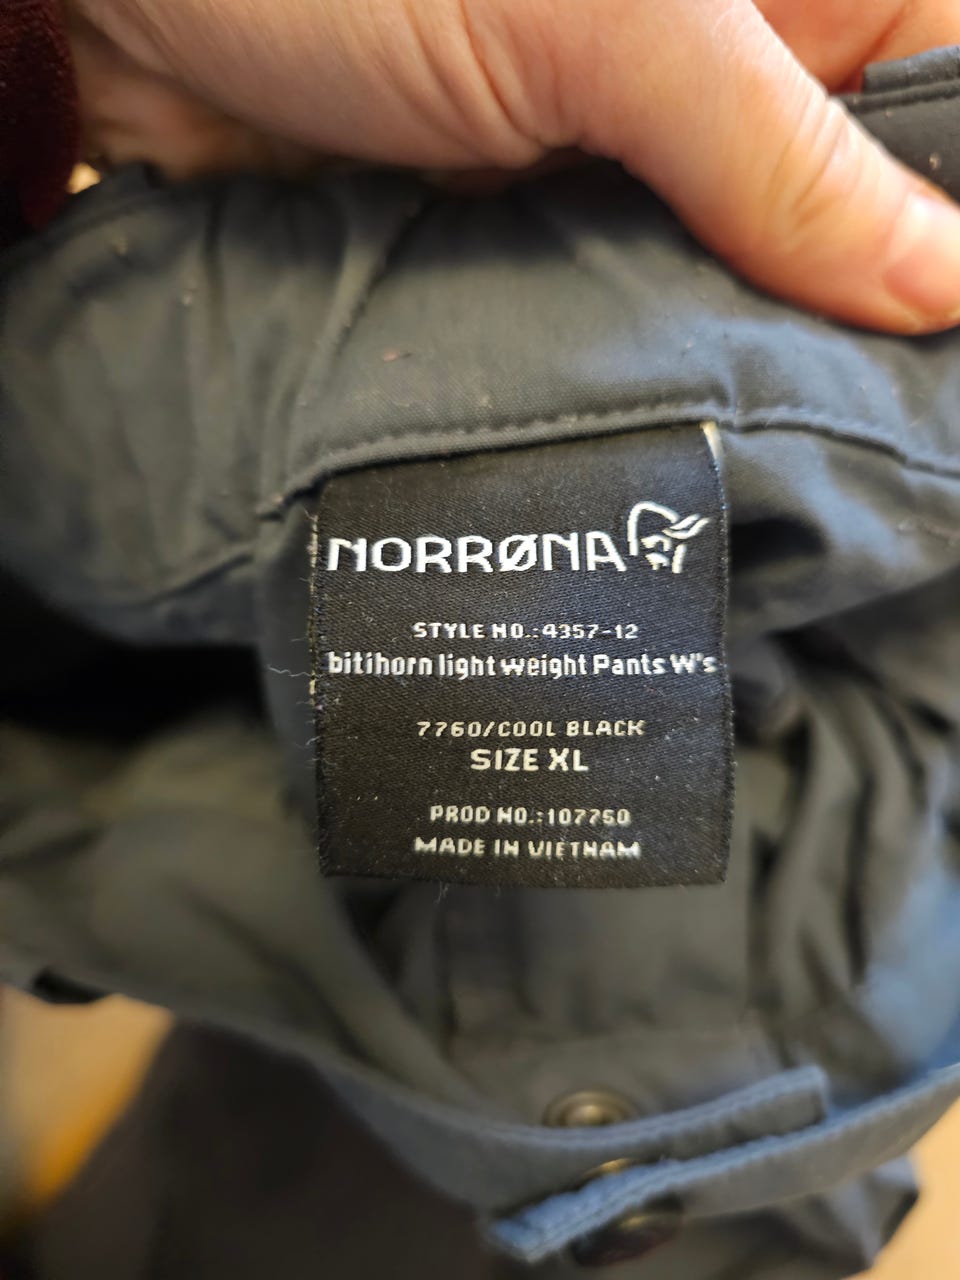 NORRØNA
STYLE NO.:4357-12
bitihorn light weight Pants W's
7760/COOL BLACK
SIZE XL
PROD NO.:107750
MADE IN VIETNAM